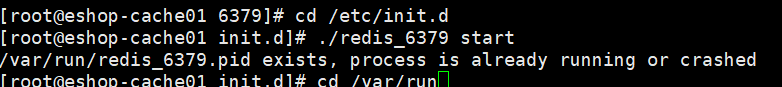 [root@eshop-cache01 6379]# cd /etc/init.d
[root@eshop-cache01 init.d]# ./redis_6379 start
/var/run/redis_6379.pid exists, process is already running or crashed
[root@eshop-cache01 init.d]# cd /var/run